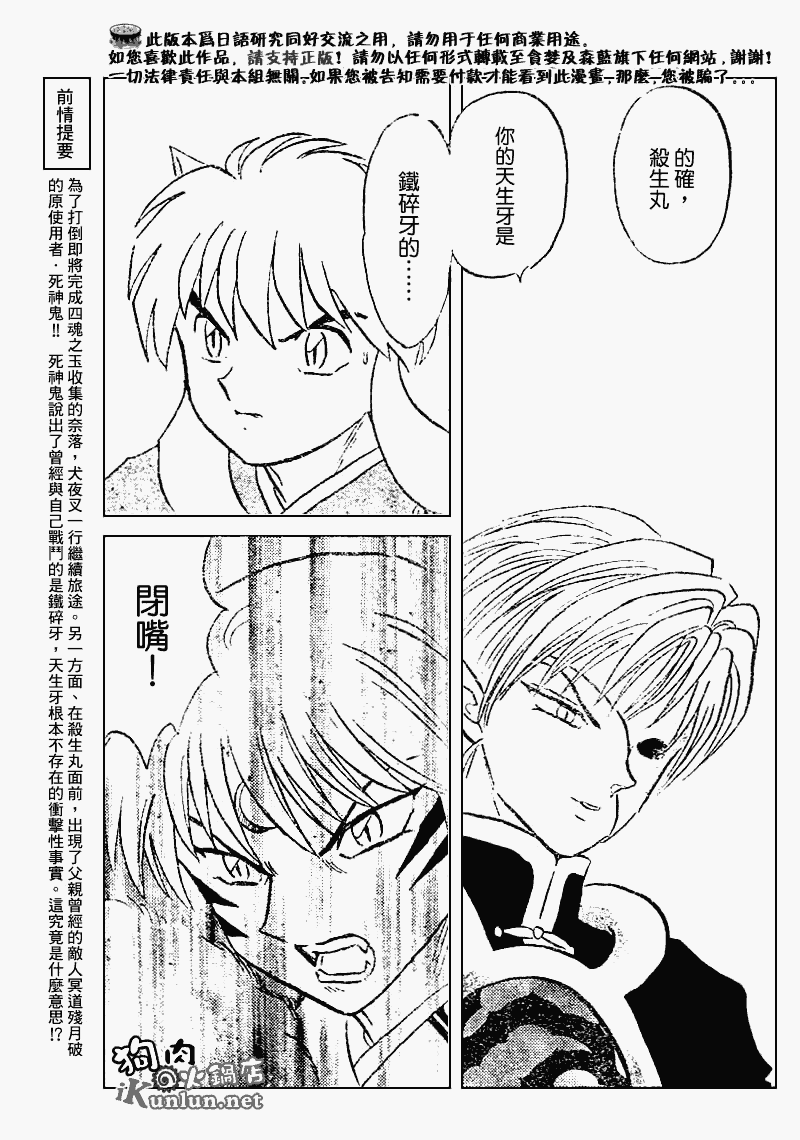 此版本爲日語研究同好交流之用，請勿用于任何商業用途。
如您喜歡此作品，請支持正版！請勿以任何形式轉載至貪婪及森藍旗下任何網站，謝謝！
一切法律責任與本組無關，如果您被告知需要付款才能看到此漫畫，那麼，您被騙了...
的確，
殺生丸
你的天生牙是
鐵碎牙的……
閉嘴！
前情提要
為了打倒即將完成四魂之玉收集的奈落，犬夜叉一行繼續旅途。另一方面、在殺生丸面前，出現了父親曾經的敵人冥道殘月破
的原使用者．死神鬼!! 死神鬼說出了曾經與自己戰鬥的是鐵碎牙，天生牙根本不存在的衝擊性事實。這究竟是什麼意思!?
狗肉
火鍋店
iKunlun.net